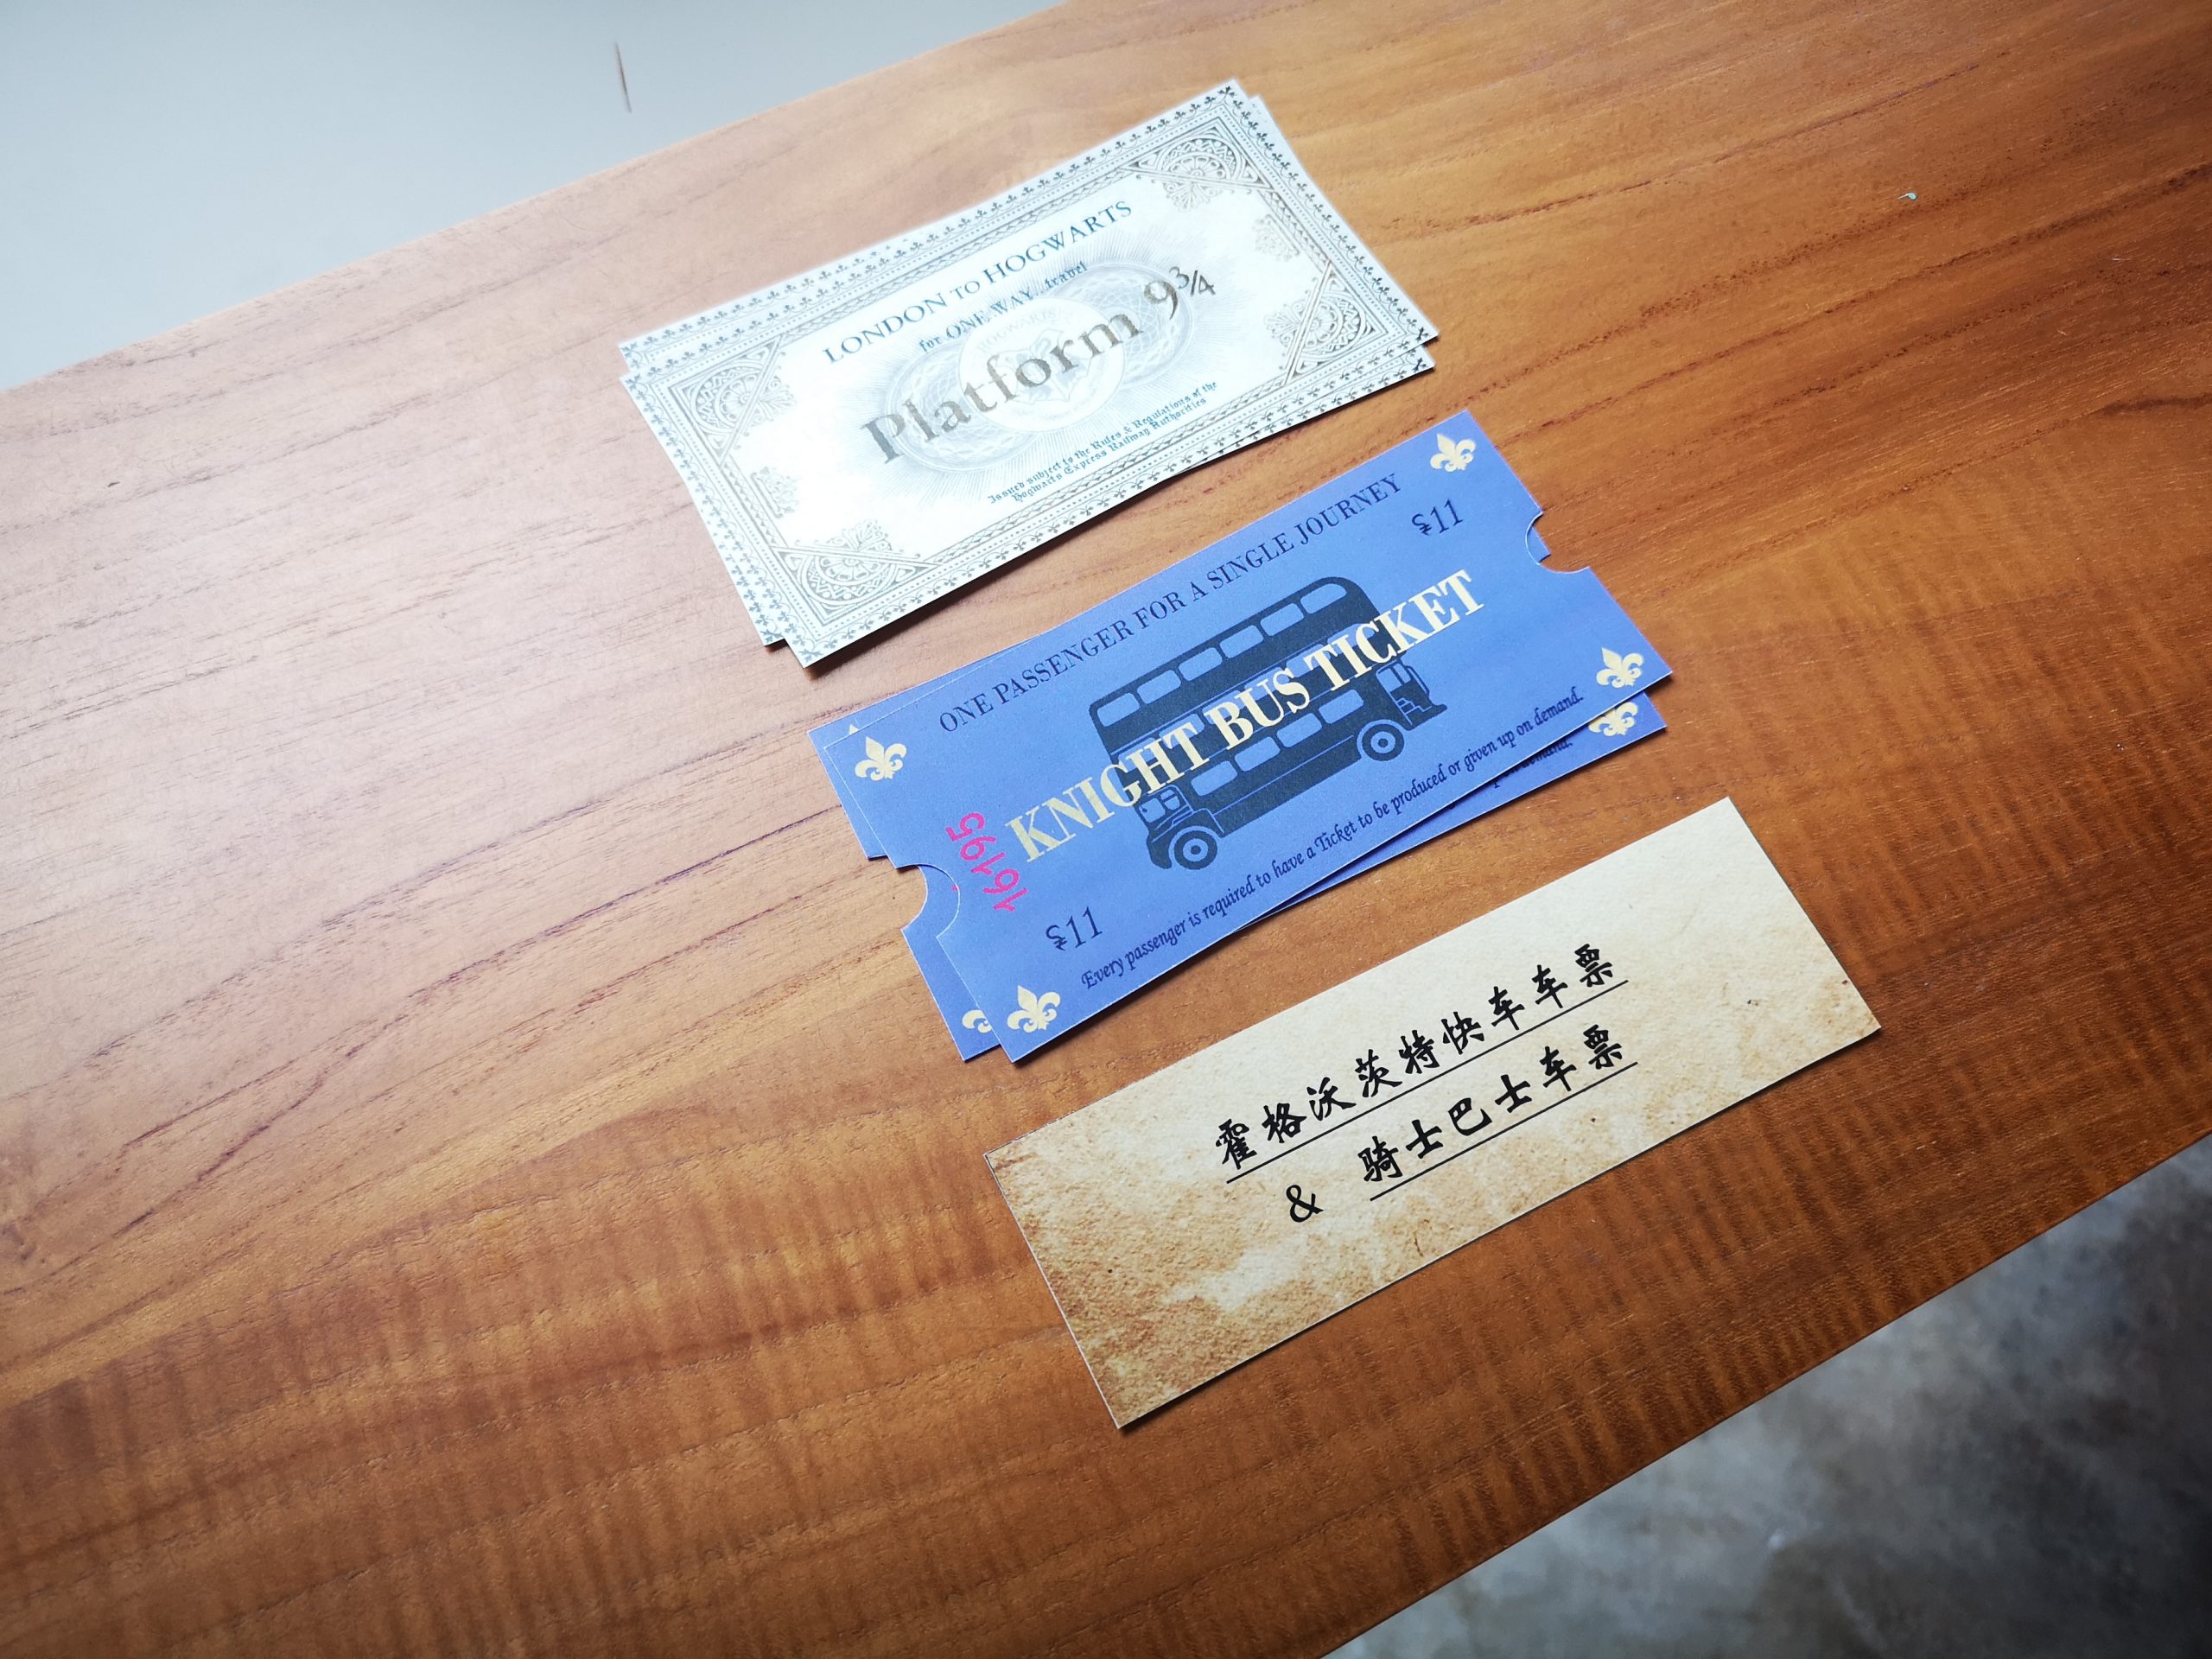 LONDON TO HOGWARTS
for ONE WAY travel
HOGWARTS
Platform 9¾
Issued subject to the Rules & Regulations of the
Hogwarts Express Railway Authorities
ONE PASSENGER FOR A SINGLE JOURNEY
11
KNIGHT BUS TICKET
16195
11
Every passenger is required to have a Ticket to be produced or given up on demand.
demand.
霍格沃茨特快车车票
& 骑士巴士车票